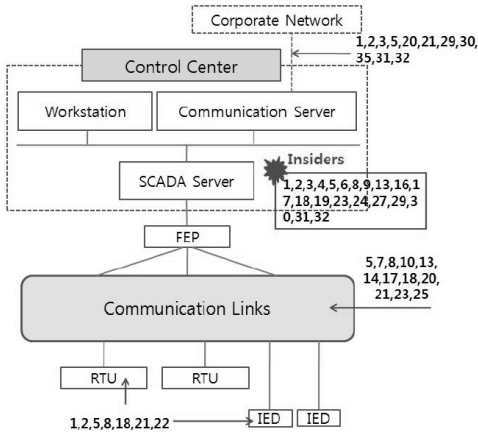 Corporate Network
1,2,3,5,20,21,29,30,
35,31,32
Control Center
Workstation
Communication Server
Insiders
SCADA Server
1,2,3,4,5,6,8,9,13,16,1
7,18,19,23,24,27,29,3
0,31,32
FEP
5,7,8,10,13,
14,17,18,20,
21,23,25
Communication Links
RTU
RTU
1,2,5,8,18,21,22
IED
IED